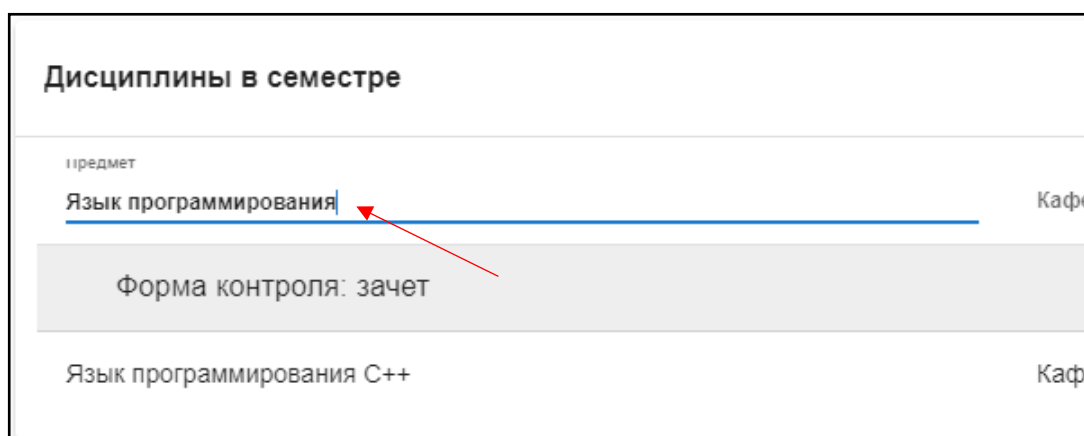 Дисциплины в семестре
Предмет
Язык программирования
Форма контроля: зачет
Язык программирования C++